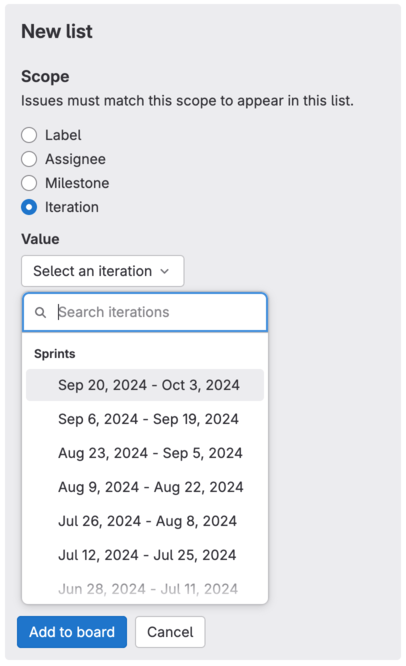 New list
Scope
Issues must match this scope to appear in this list.
Label
Assignee
Milestone
Iteration
Value
Select an iteration
Search iterations
Sprints
Sep 20, 2024 - Oct 3, 2024
Sep 6, 2024 - Sep 19, 2024
Aug 23, 2024 - Sep 5, 2024
Aug 9, 2024 - Aug 22, 2024
Jul 26, 2024 - Aug 8, 2024
Jul 12, 2024 - Jul 25, 2024
Jun 28, 2024 - Jul 11, 2024
Add to board Cancel